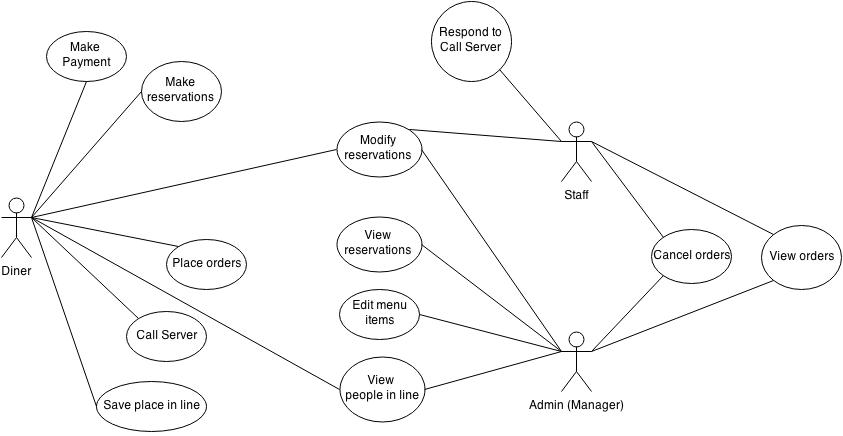 Respond to
Call Server
Make
Payment
Make
reservations
Modify
reservations
Staff
View
reservations
Cancel orders
View orders
Place orders
Diner
Edit menu
items
Call Server
View
people in line
Save place in line
Admin (Manager)